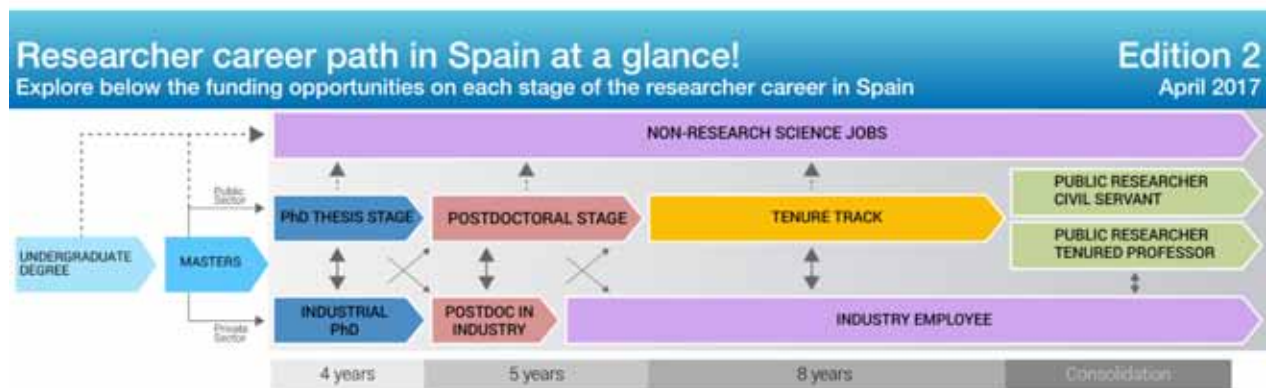 Researcher career path in Spain at a glance!
Edition 2
Explore below the funding opportunities on each stage of the researcher career in Spain
April 2017
NON-RESEARCH SCIENCE JOBS
Public
Sector
PhD THESIS STAGE
POSTDOCTORAL STAGE
TENURE TRACK
PUBLIC RESEARCHER
CIVIL SERVANT
UNDERGRADUATE
DEGREE
MASTERS
PUBLIC RESEARCHER
TENURED PROFESSOR
Private
Sector
INDUSTRIAL
PhD
POSTDOC IN
INDUSTRY
INDUSTRY EMPLOYEE
4 years
5 years
8 years
Consolidation